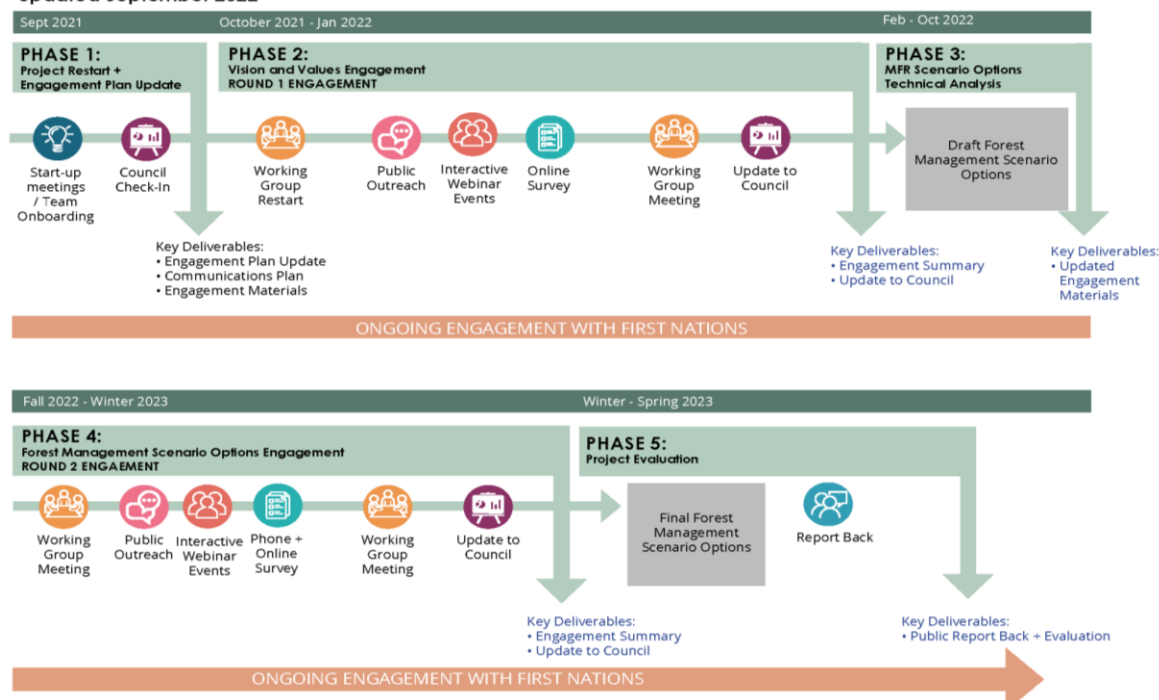 Updated September 2022
Sept 2021
October 2021 - Jan 2022
Feb - Oct 2022
PHASE 1:
Project Restart +
Engagement Plan Update
PHASE 2:
Vision and Values Engagement
ROUND 1 ENGAGEMENT
PHASE 3:
MFR Scenario Options
Technical Analysis
Start-up
meetings
/ Team
Onboarding
Council
Check-In
Working
Group
Restart
Public
Outreach
Interactive
Webinar
Events
Online
Survey
Working
Group
Meeting
Update to
Council
Draft Forest
Management Scenario
Options
Key Deliverables:
• Engagement Plan Update
• Communications Plan
• Engagement Materials
Key Deliverables:
• Engagement Summary
• Update to Council
Key Deliverables:
• Updated
Engagement
Materials
ONGOING ENGAGEMENT WITH FIRST NATIONS
Fall 2022 - Winter 2023
Winter - Spring 2023
PHASE 4:
Forest Management Scenario Options Engagement
ROUND 2 ENGAEMENT
PHASE 5:
Project Evaluation
Working
Group
Meeting
Public
Outreach
Interactive
Webinar
Events
Phone +
Online
Survey
Working
Group
Meeting
Update to
Council
Final Forest
Management
Scenario Options
Report Back
Key Deliverables:
• Engagement Summary
• Update to Council
Key Deliverables:
• Public Report Back + Evaluation
ONGOING ENGAGEMENT WITH FIRST NATIONS